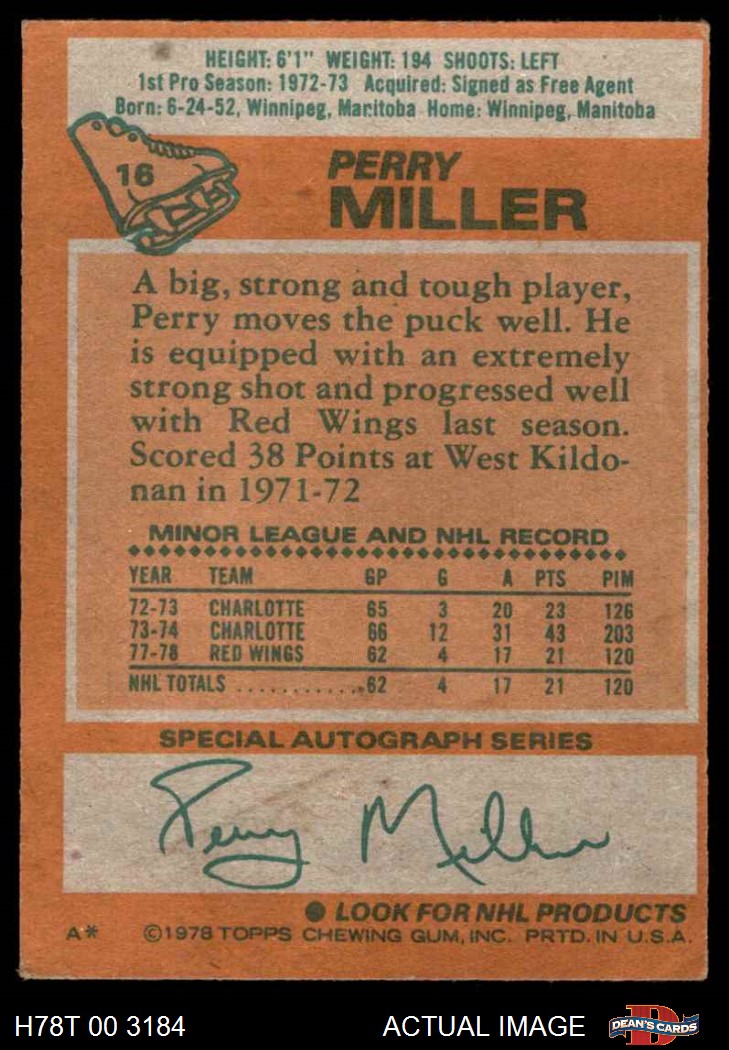 HEIGHT: 6'1" WEIGHT: 194 SHOOTS: LEFT
1st Pro Season: 1972-73 Acquired: Signed as Free Agent
Born: 6-24-52, Winnipeg, Manitoba Home: Winnipeg, Manitoba
16
PERRY
MILLER
A big, strong and tough player,
Perry moves the puck well. He
is equipped with an extremely
strong shot and progressed well
with Red Wings last season.
Scored 38 Points at West Kildo-
nan in 1971-72
MINOR LEAGUE AND NHL RECORD
YEAR TEAM GP G A PTS PIM
72-73 CHARLOTTE 65 3 20 23 126
73-74 CHARLOTTE 66 12 31 43 203
77-78 RED WINGS 62 4 17 21 120
NHL TOTALS ............ 62 4 17 21 120
SPECIAL AUTOGRAPH SERIES
Perry Miller
● LOOK FOR NHL PRODUCTS
A* ©1978 TOPPS CHEWING GUM, INC. PRTD. IN U.S.A.
H78T 00 3184 ACTUAL IMAGE D DEAN'S CARDS